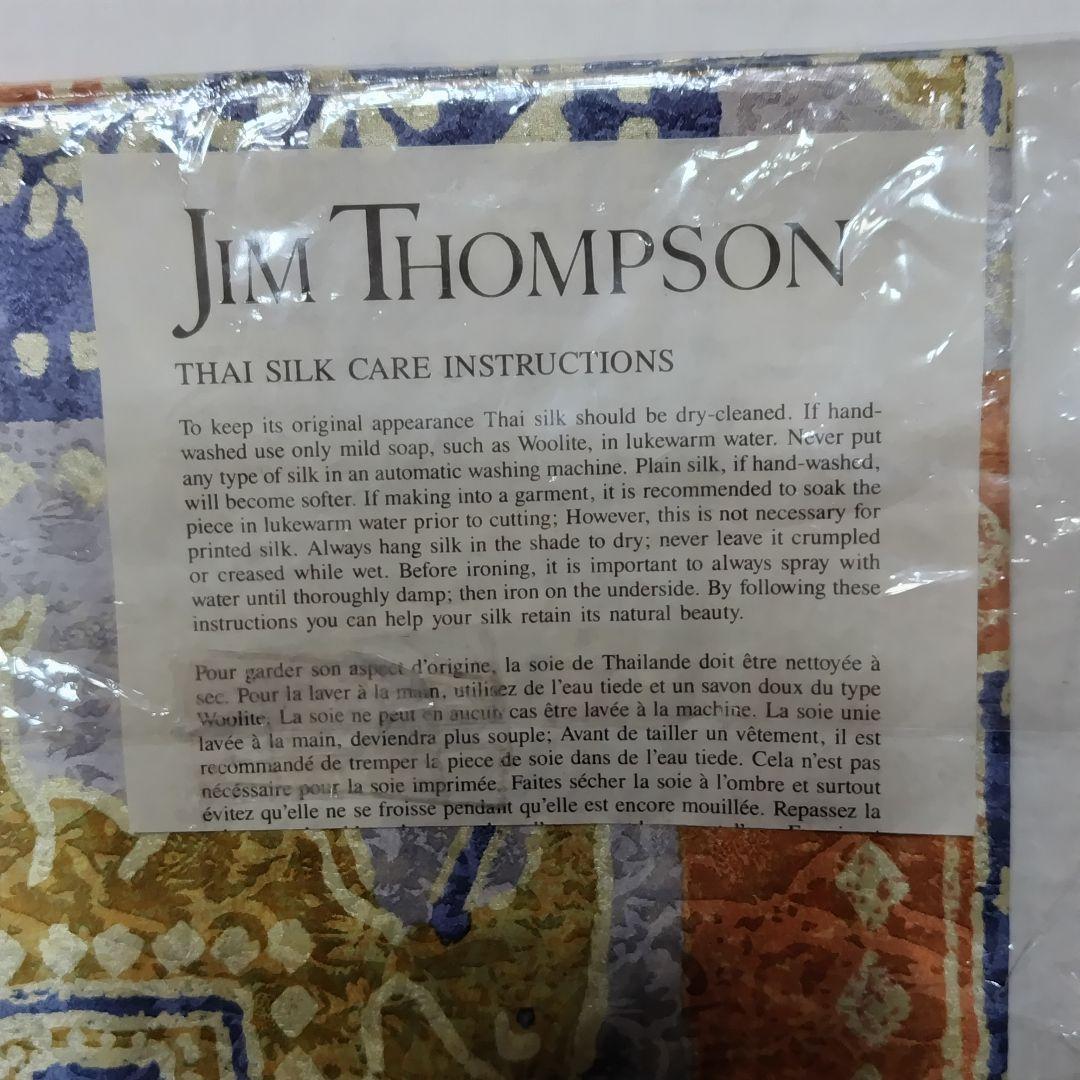 JIM THOMPSON
THAI SILK CARE INSTRUCTIONS
To keep its original appearance Thai silk should be dry-cleaned. If hand-
washed use only mild soap, such as Woolite, in lukewarm water. Never put
any type of silk in an automatic washing machine. Plain silk, if hand-washed,
will become softer. If making into a garment, it is recommended to soak the
piece in lukewarm water prior to cutting; However, this is not necessary for
printed silk. Always hang silk in the shade to dry; never leave it crumpled
or creased while wet. Before ironing, it is important to always spray with
water until thoroughly damp; then iron on the underside. By following these
instructions you can help your silk retain its natural beauty.
Pour garder son aspect d'origine, la soie de Thailande doit être nettoyée à
sec. Pour la laver à la main, utilisez de l'eau tiede et un savon doux du type
Woolite. La soie ne peut en aucun cas être lavée à la machine. La soie unie
lavée à la main, deviendra plus souple; Avant de tailler un vêtement, il est
recommandé de tremper la piece de soie dans de l'eau tiede. Cela n'est pas
nécéssaire pour la soie imprimée. Faites sécher la soie à l'ombre et surtout
évitez qu'elle ne se froisse pendant qu'elle est encore mouillée. Repassez la